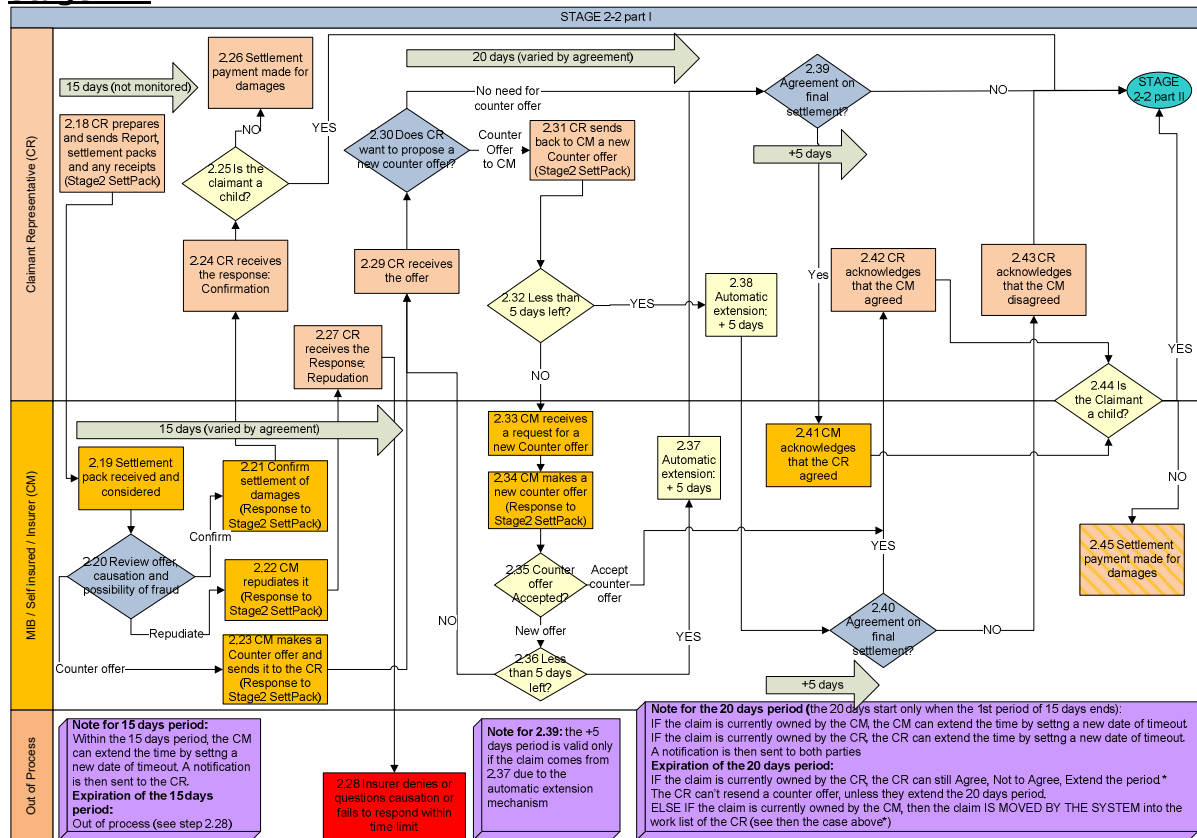 STAGE 2-2 part I
Claimant Representative (CR)
MIB / Self insured / Insurer (CM)
Out of Process
15 days (not monitored)
2.18 CR prepares
and sends Report,
settlement packs
and any receipts
(Stage2 SettPack)
2.26 Settlement
payment made for
damages
NO
YES
2.25 Is the
claimant a
child?
2.24 CR receives
the response:
Confirmation
20 days (varied by agreement)
No need for
counter offer
2.30 Does CR
want to propose a
new counter offer?
Counter
Offer
to CM
2.31 CR sends
back to CM a new
Counter offer
(Stage2 SettPack)
2.29 CR receives
the offer
2.27 CR
receives the
Response:
Repudation
2.32 Less than
5 days left?
YES
NO
2.38
Automatic
extension:
+ 5 days
2.39
Agreement on
final
settlement?
NO
+5 days
Yes
STAGE
2-2 part II
2.42 CR
acknowledges
that the CM
agreed
2.43 CR
acknowledges
that the CM
disagreed
YES
2.44 Is
the Claimant
a child?
NO
2.45 Settlement
payment made for
damages
15 days (varied by agreement)
2.19 Settlement
pack received and
considered
2.20 Review offer,
causation and
possibility of fraud
Confirm
Repudiate
Counter offer
2.21 Confirm
settlement of
damages
(Response to
Stage2 SettPack)
2.22 CM
repudiates it
(Response to
Stage2 SettPack)
2.23 CM makes a
Counter offer and
sends it to the CR
(Response to
Stage2 SettPack)
2.33 CM receives
a request for a
new Counter offer
2.34 CM makes a
new counter offer
(Response to
Stage2 SettPack)
2.35 Counter
offer
Accepted?
Accept
counter
offer
New offer
2.36 Less
than 5 days
left?
NO
YES
2.37
Automatic
extension:
+ 5 days
2.41 CM
acknowledges
that the CR
agreed
YES
2.40
Agreement on
final
settlement?
NO
+5 days
Note for 15 days period:
Within the 15 days period, the CM
can extend the time by settng a
new date of timeout. A notification
is then sent to the CR.
Expiration of the 15 days
period:
Out of process (see step 2.28)
2.28 Insurer denies or
questions causation or
fails to respond within
time limit
Note for 2.39: the +5
days period is valid only
if the claim comes from
2.37 due to the
automatic extension
mechanism
Note for the 20 days period (the 20 days start only when the 1st period of 15 days ends):
IF the claim is currently owned by the CM, the CM can extend the time by settng a new date of timeout.
IF the claim is currently owned by the CR, the CR can extend the time by setting a new date of timeout.
A notification is then sent to both parties
Expiration of the 20 days period:
IF the claim is currently owned by the CR, the CR can still Agree, Not to Agree, Extend the period.*
The CR can't resend a counter offer, unless they extend the 20 days period.
ELSE IF the claim is currently owned by the CM, then the claim IS MOVED BY THE SYSTEM into the
work list of the CR (see then the case above*)